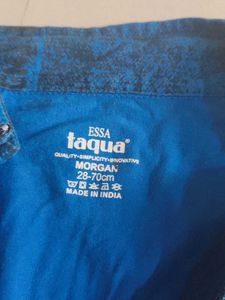 ESSA
taqua®
QUALITY-SIMPLICITY-INNOVATIVE
MORGAN
28-70cm
MADE IN INDIA